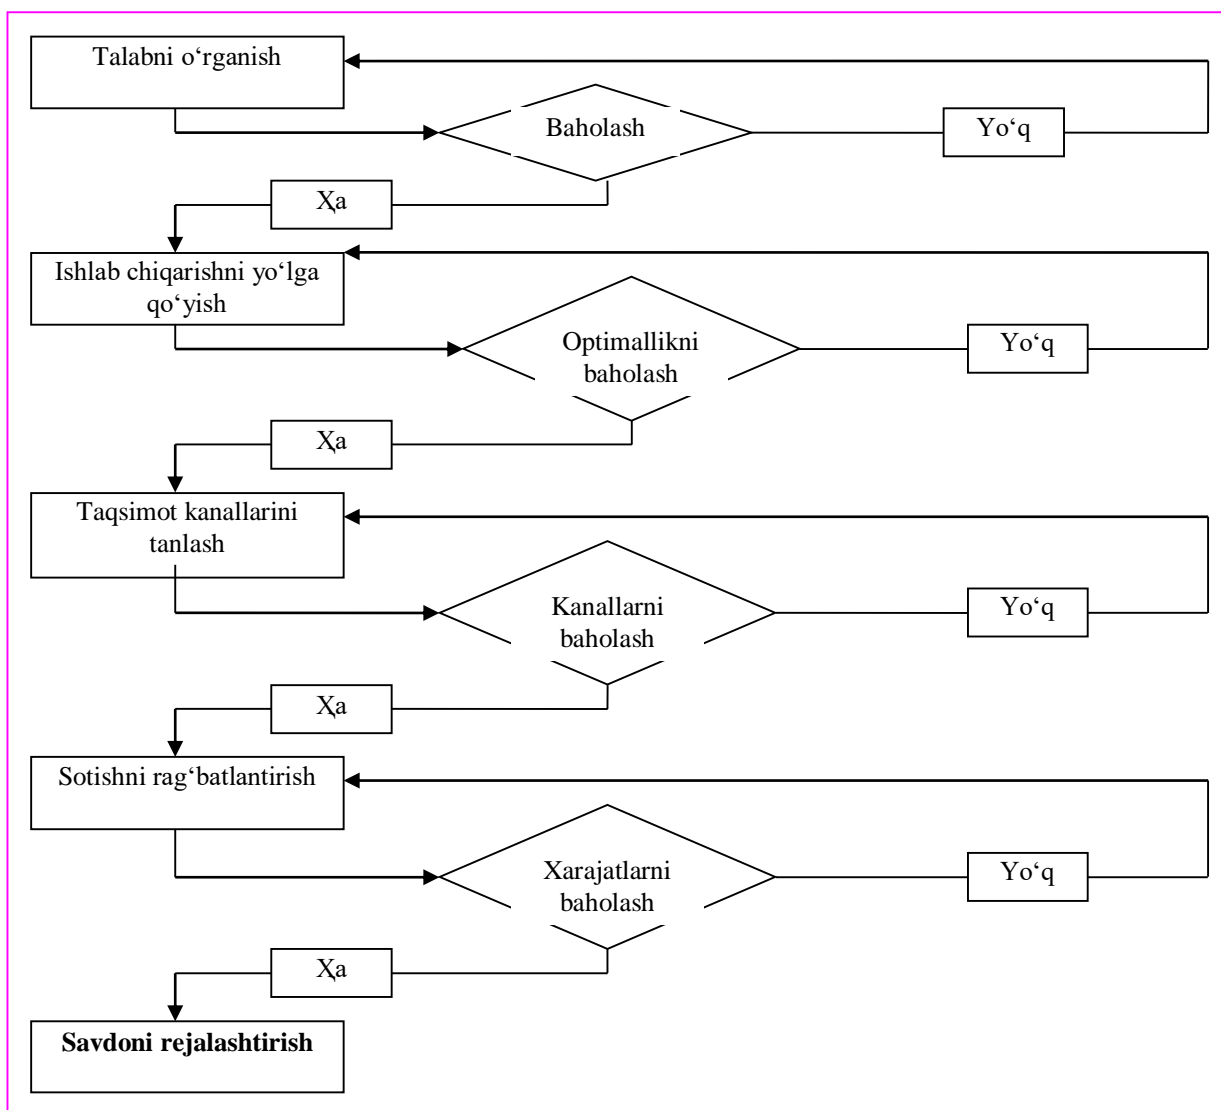 Talabni o‘rganish
Baholash
Yo‘q
Ҳa
Ishlab chiqarishni yo‘lga
qo‘yish
Optimallikni
baholash
Yo‘q
Ҳa
Taqsimot kanallarini
tanlash
Kanallarni
baholash
Yo‘q
Ҳa
Sotishni rag‘batlantirish
Xarajatlarni
baholash
Yo‘q
Ҳa
Savdoni rejalashtirish